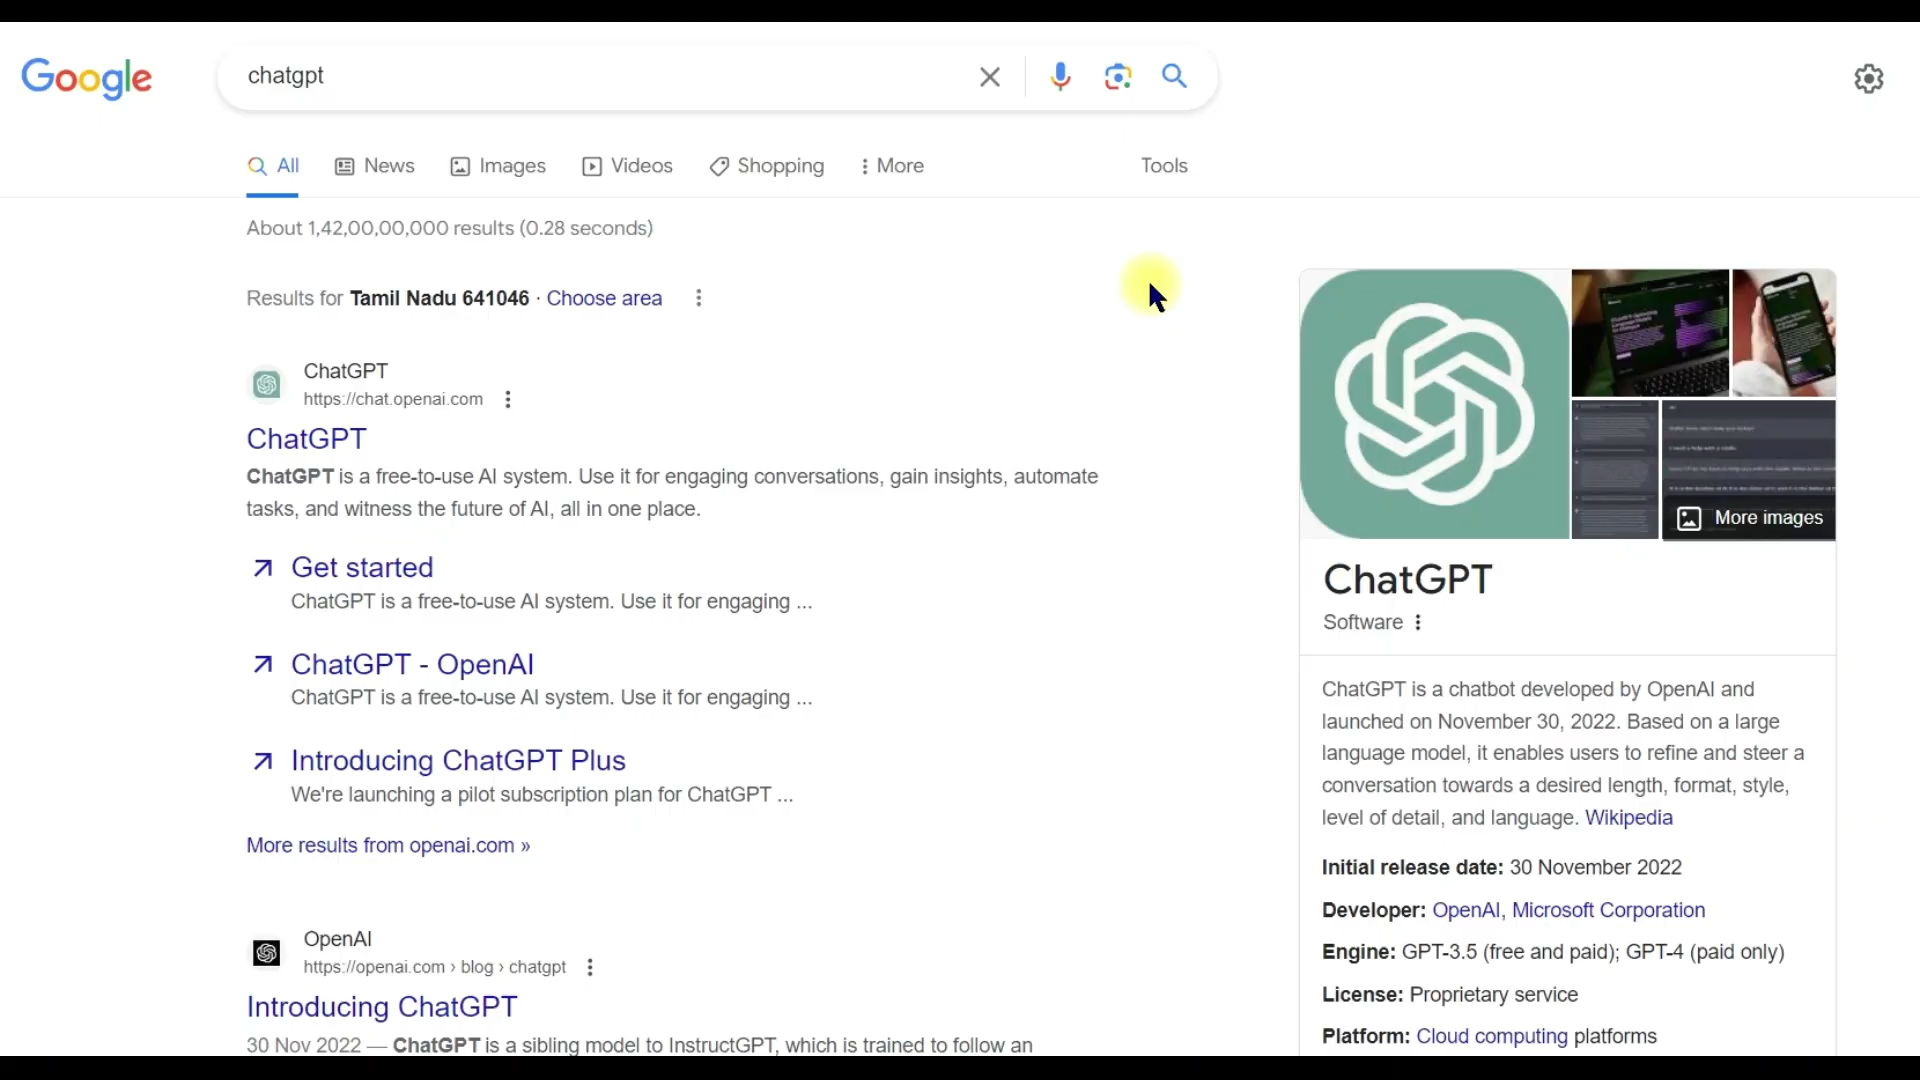 Google
chatgpt
All
News
Images
Videos
Shopping
More
Tools
About 1,42,00,00,000 results (0.28 seconds)
Results for Tamil Nadu 641046 · Choose area
ChatGPT
https://chat.openai.com
ChatGPT
ChatGPT is a free-to-use AI system. Use it for engaging conversations, gain insights, automate
tasks, and witness the future of AI, all in one place.
Get started
ChatGPT is a free-to-use AI system. Use it for engaging ...
ChatGPT - OpenAI
ChatGPT is a free-to-use AI system. Use it for engaging ...
Introducing ChatGPT Plus
We're launching a pilot subscription plan for ChatGPT ...
More results from openai.com »
OpenAI
https://openai.com › blog › chatgpt
Introducing ChatGPT
30 Nov 2022 — ChatGPT is a sibling model to InstructGPT, which is trained to follow an
More images
ChatGPT
Software
ChatGPT is a chatbot developed by OpenAI and
launched on November 30, 2022. Based on a large
language model, it enables users to refine and steer a
conversation towards a desired length, format, style,
level of detail, and language. Wikipedia
Initial release date: 30 November 2022
Developer: OpenAI, Microsoft Corporation
Engine: GPT-3.5 (free and paid); GPT-4 (paid only)
License: Proprietary service
Platform: Cloud computing platforms